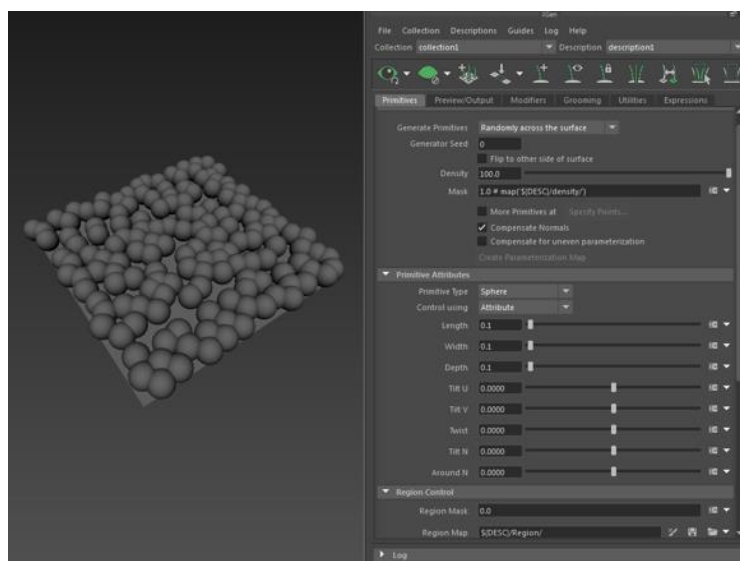 XGen
File Collection Descriptions Guides Log Help
Collection collection1 Description description1
Primitives Preview/Output Modifiers Grooming Utilities Expressions
Generate Primitives Randomly across the surface
Generator Seed 0
Flip to other side of surface
Density 100.0
Mask 1.0 # map('${DESC}/density/')
More Primitives at Specify Points...
Compensate Normals
Compensate for uneven parameterization
Create Parameterization Map
Primitive Attributes
Primitive Type Sphere
Control using Attribute
Length 0.1
Width 0.1
Depth 0.1
Tilt U 0.0000
Tilt V 0.0000
Twist 0.0000
Tilt N 0.0000
Around N 0.0000
Region Control
Region Mask 0.0
Region Map ${DESC}/Region/
Log